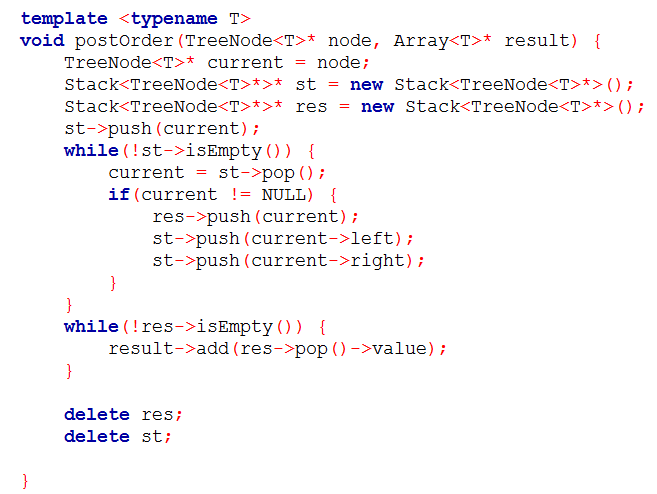 template <typename T>
void postOrder(TreeNode<T>* node, Array<T>* result) {
    TreeNode<T>* current = node;
    Stack<TreeNode<T>*>* st = new Stack<TreeNode<T>*>();
    Stack<TreeNode<T>*>* res = new Stack<TreeNode<T>*>();
    st->push(current);
    while(!st->isEmpty()) {
        current = st->pop();
        if(current != NULL) {
            res->push(current);
            st->push(current->left);
            st->push(current->right);
        }
    }
    while(!res->isEmpty()) {
        result->add(res->pop()->value);
    }

    delete res;
    delete st;

}